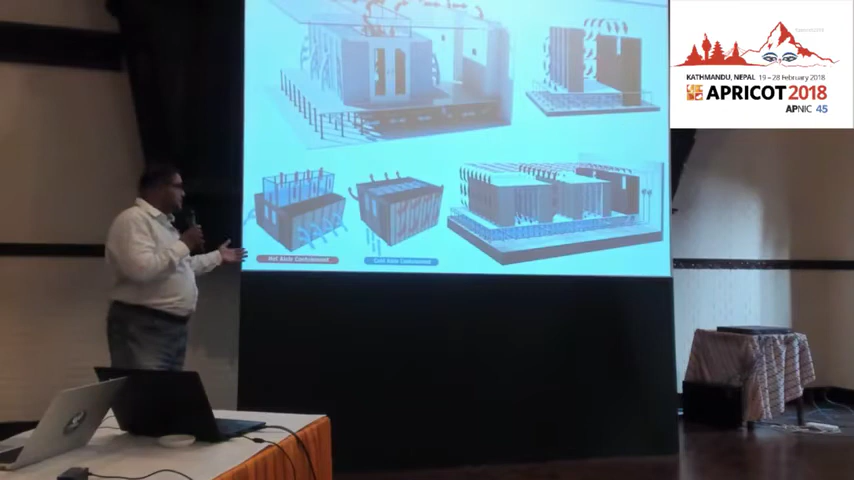 KATHMANDU, NEPAL 19 – 28 February 2018
APRICOT 2018
APNIC 45
Hot Aisle Containment
Cold Aisle Containment